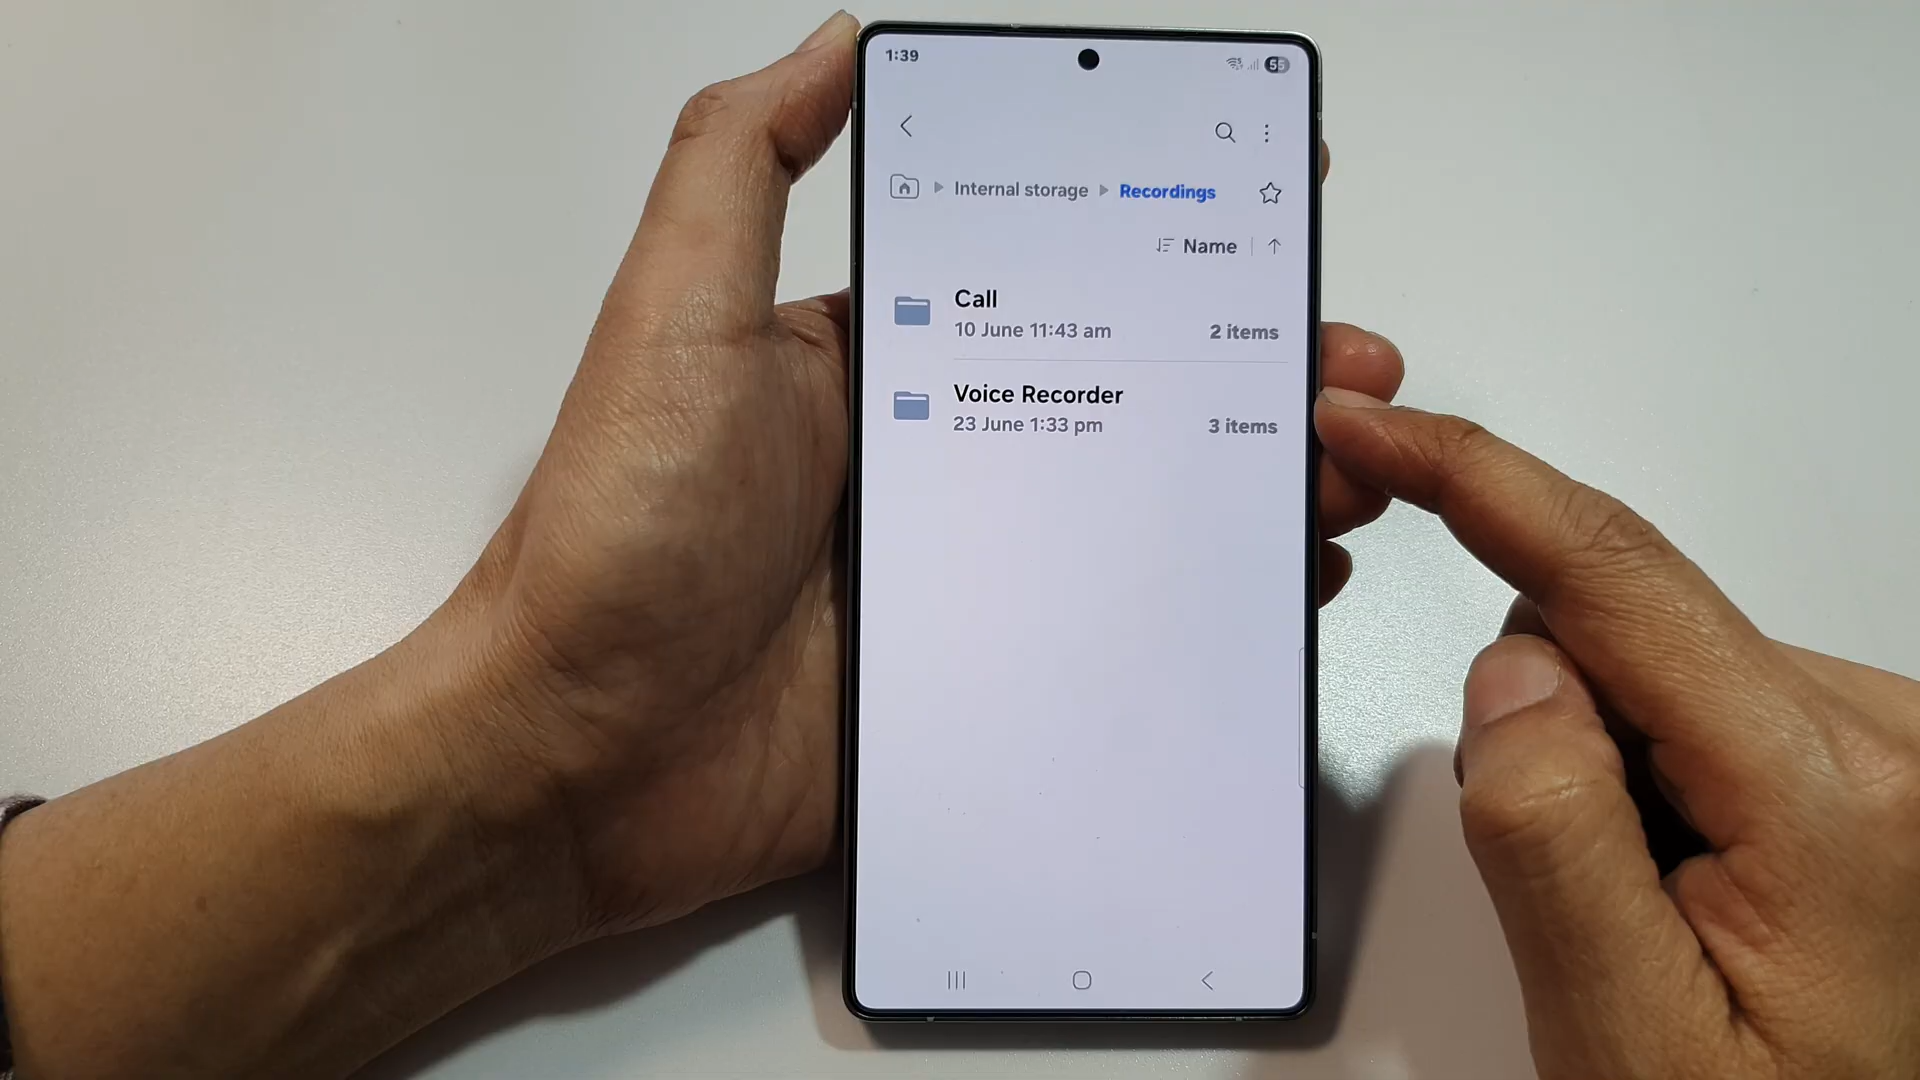 1:39
55
Internal storage Recordings
Name
Call
10 June 11:43 am
2 items
Voice Recorder
23 June 1:33 pm
3 items